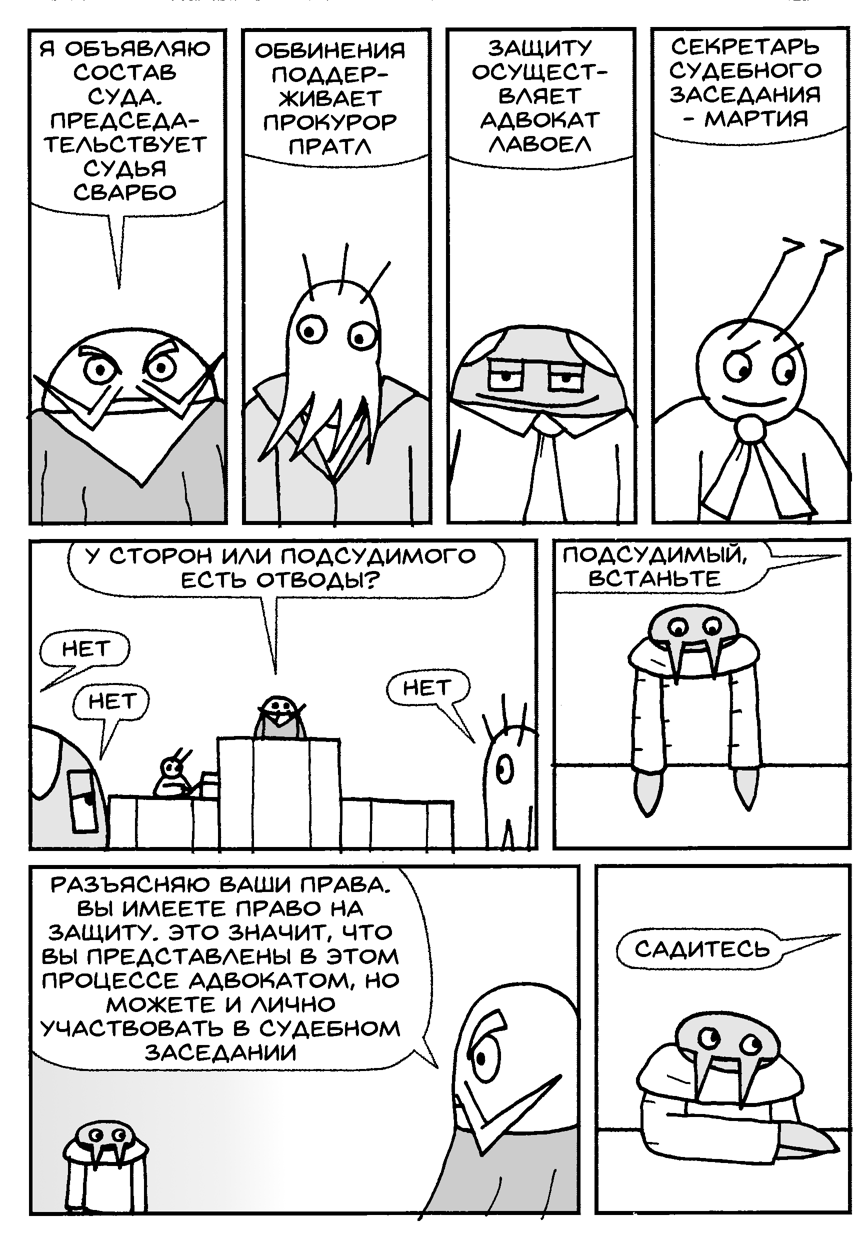 Я ОБЪЯВЛЯЮ
СОСТАВ
СУДА.
ПРЕДСЕДА-
ТЕЛЬСТВУЕТ
СУДЬЯ
СВАРБО
ОБВИНЕНИЯ
ПОДДЕР-
ЖИВАЕТ
ПРОКУРОР
ПРАТЛ
ЗАЩИТУ
ОСУЩЕСТ-
ВЛЯЕТ
АДВОКАТ
ЛАВОЕЛ
СЕКРЕТАРЬ
СУДЕБНОГО
ЗАСЕДАНИЯ
- МАРТИЯ
У СТОРОН ИЛИ ПОДСУДИМОГО
ЕСТЬ ОТВОДЫ?
НЕТ
НЕТ
НЕТ
ПОДСУДИМЫЙ,
ВСТАНЬТЕ
РАЗЪЯСНЯЮ ВАШИ ПРАВА.
ВЫ ИМЕЕТЕ ПРАВО НА
ЗАЩИТУ. ЭТО ЗНАЧИТ, ЧТО
ВЫ ПРЕДСТАВЛЕНЫ В ЭТОМ
ПРОЦЕССЕ АДВОКАТОМ, НО
МОЖЕТЕ И ЛИЧНО
УЧАСТВОВАТЬ В СУДЕБНОМ
ЗАСЕДАНИИ
САДИТЕСЬ